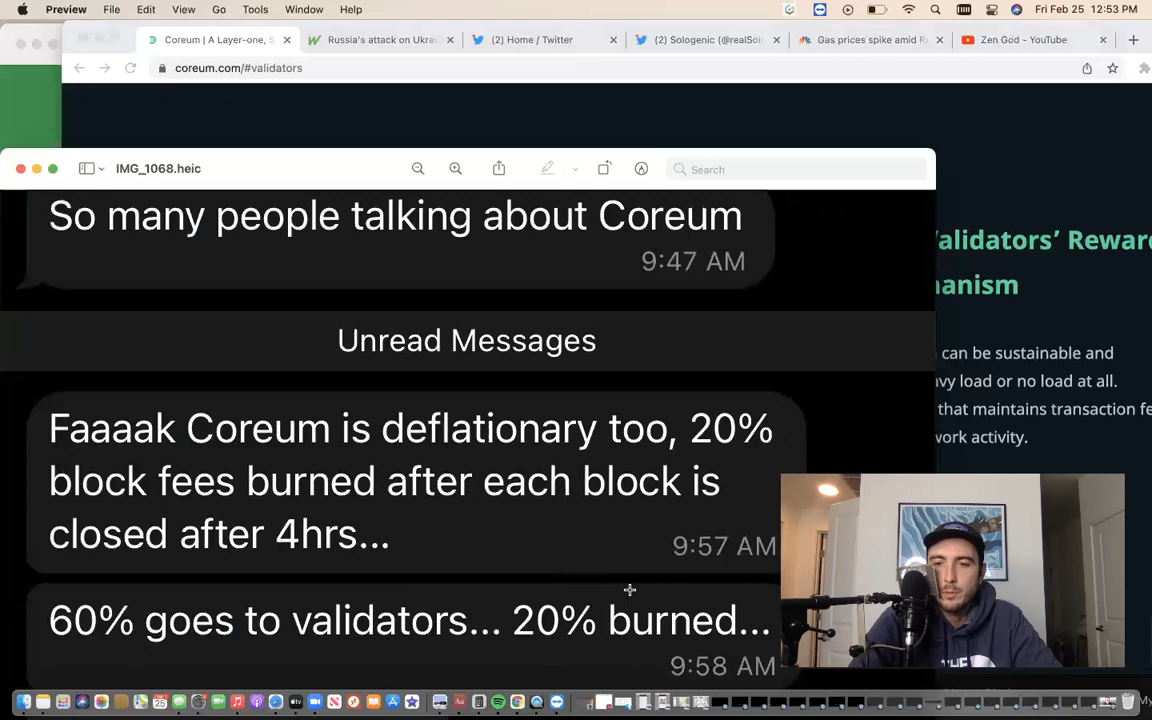 Preview File Edit View Go Tools Window Help Fri Feb 25 12:53 PM
Coreum | A Layer-one, S Russia's attack on Ukrai (2) Home / Twitter (2) Sologenic (@realSol Gas prices spike amid R Zen God - YouTube
coreum.com/#validators
IMG_1068.heic Search
So many people talking about Coreum
9:47 AM
Unread Messages
Faaaak Coreum is deflationary too, 20%
block fees burned after each block is
closed after 4hrs...
9:57 AM
60% goes to validators... 20% burned...
9:58 AM
alidators' Rewar
anism
can be sustainable and
vy load or no load at all.
that maintains transaction fe
work activity.
THE